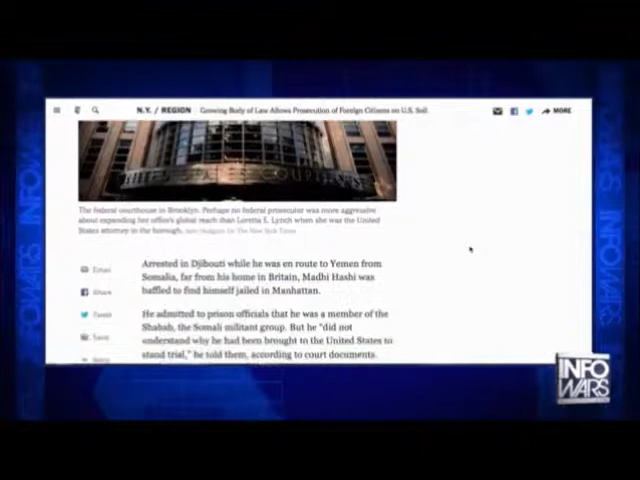 N.Y. / REGION Growing Body of Law Allows Prosecution of Foreign Citizens on U.S. Soil MORE
The federal courthouse in Brooklyn. Perhaps no federal prosecutor was more aggressive
about expanding her office's global reach than Loretta E. Lynch when she was the United
States attorney in the borough. for The New York Times
Arrested in Djibouti while he was en route to Yemen from
Email
Somalia, far from his home in Britain, Madhi Hashi was
Share
baffled to find himself jailed in Manhattan.
Tweet
He admitted to prison officials that he was a member of the
Shabab, the Somali militant group. But he "did not
Save
understand why he had been brought to the United States to
stand trial," he told them, according to court documents.
INFO
WARS
INFOWARS